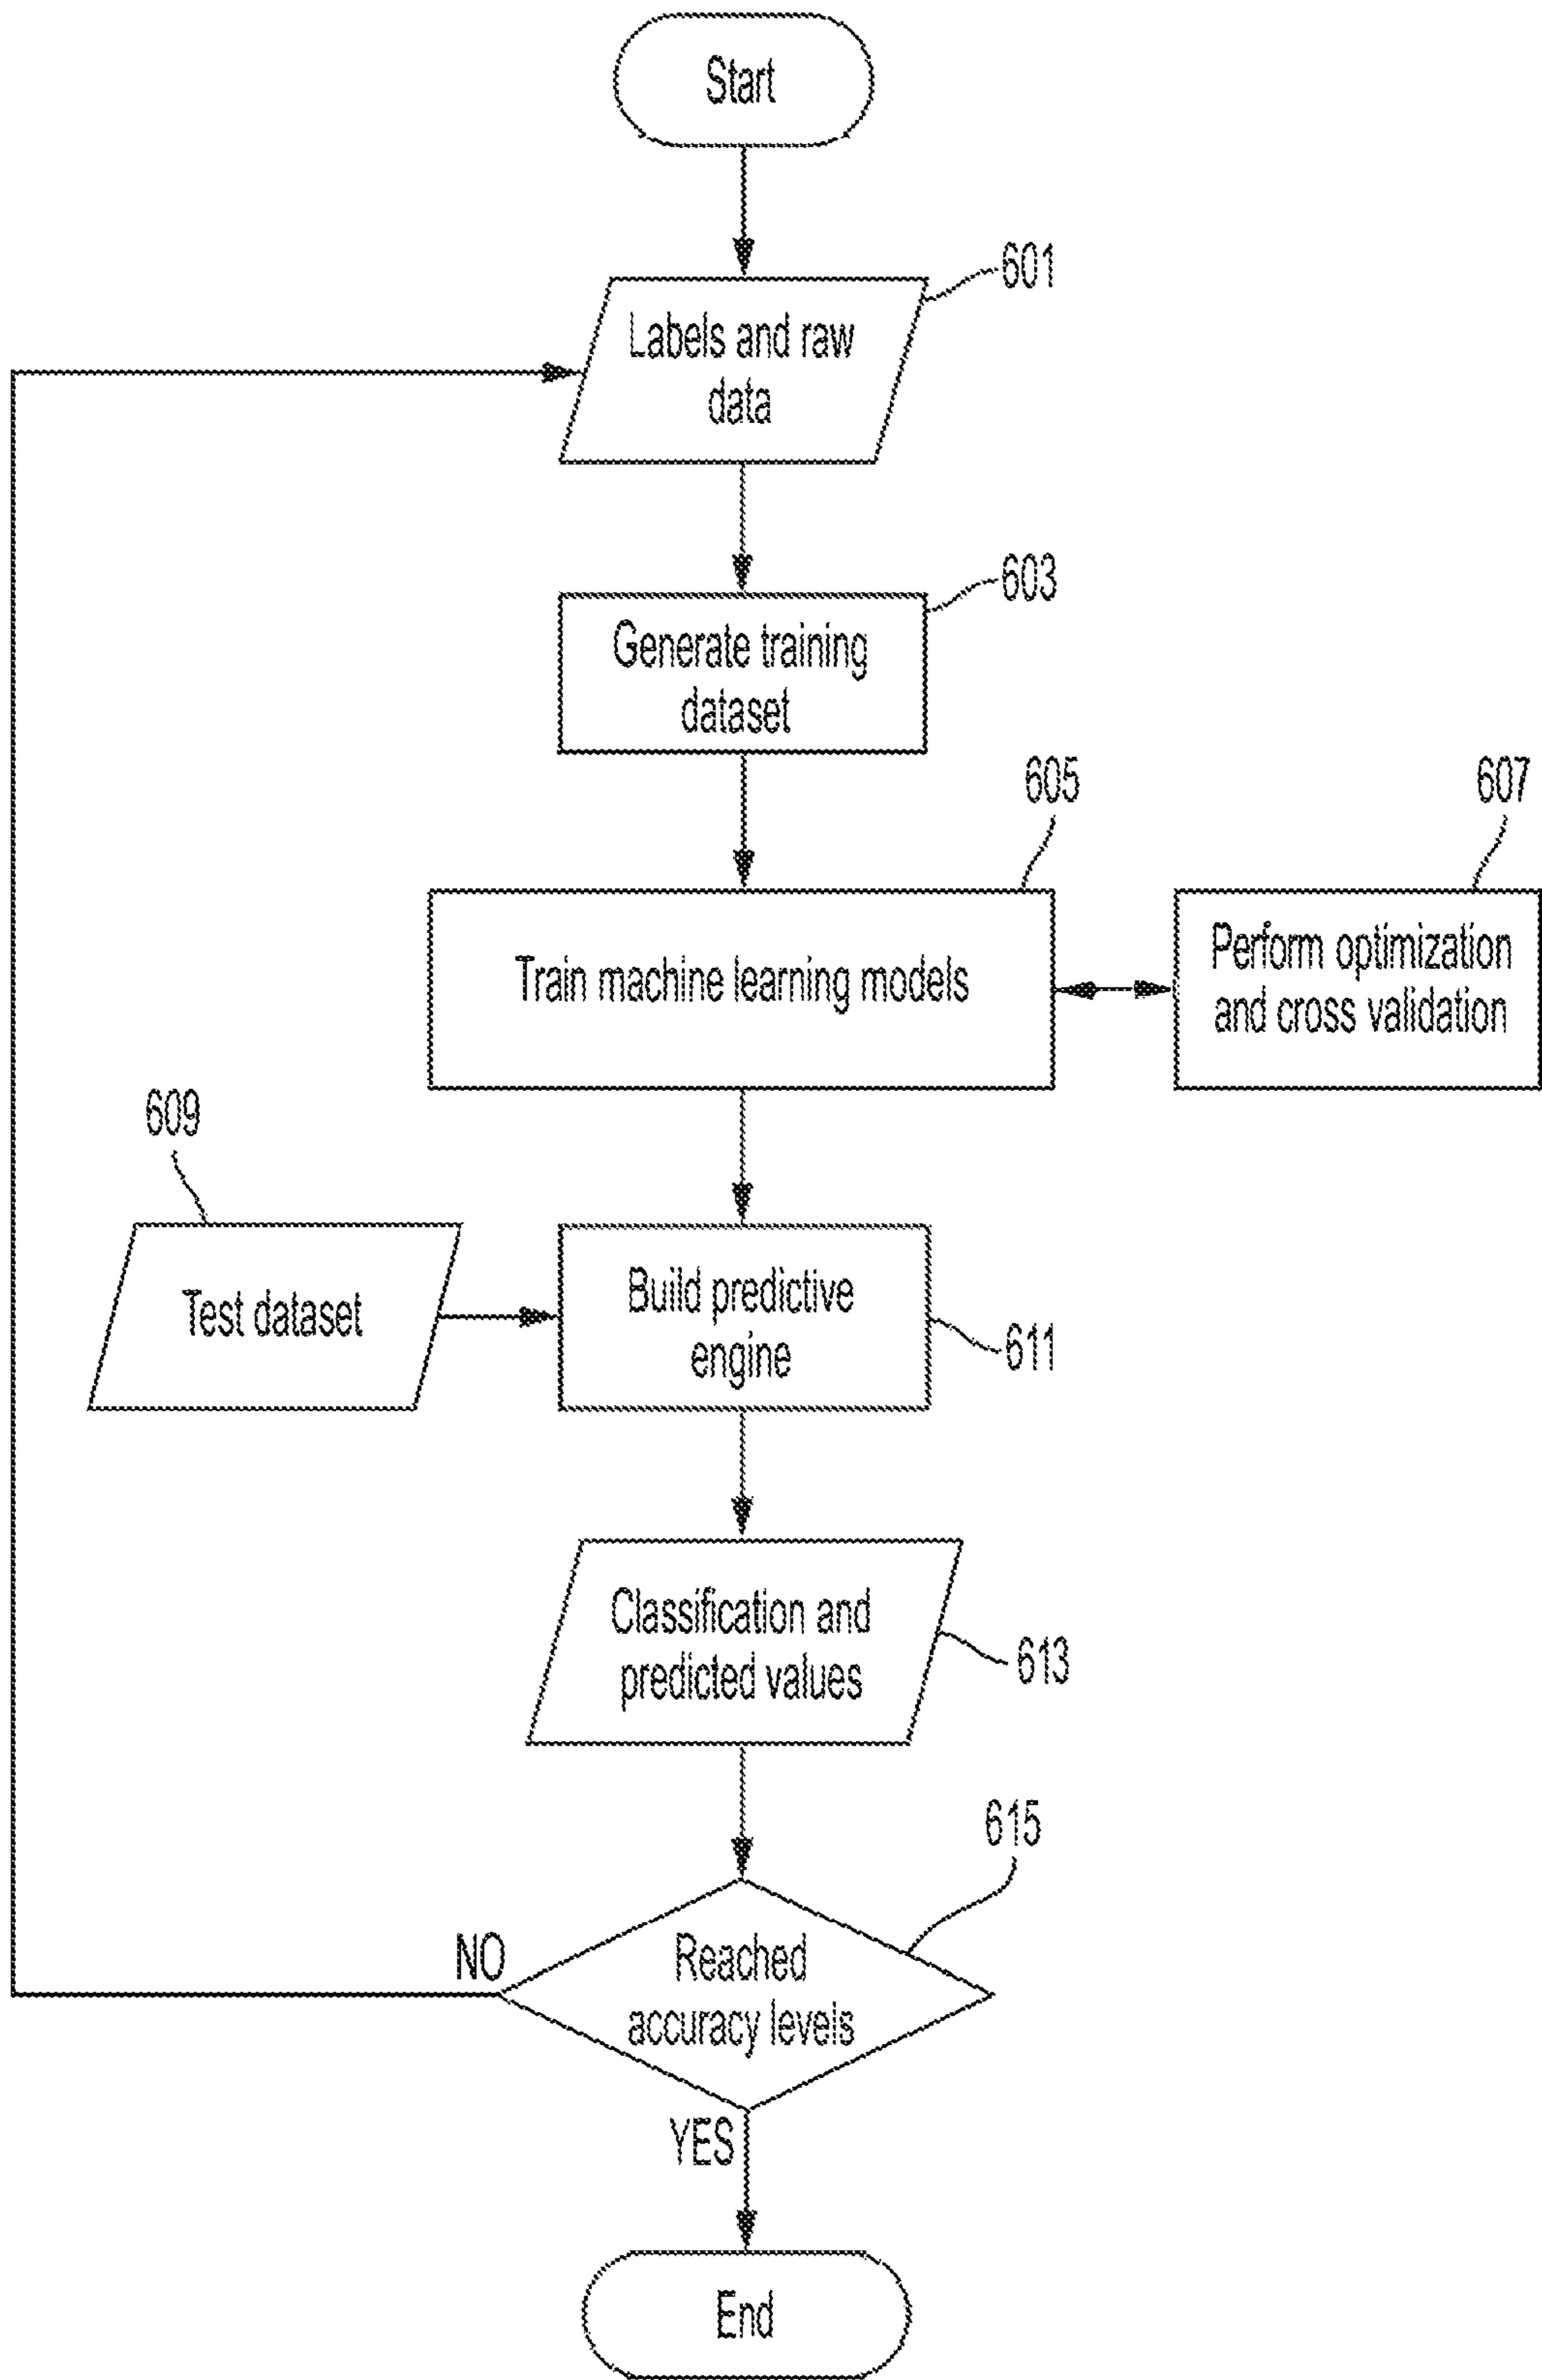 Start
601
Labels and raw
data
603
Generate training
dataset
605
607
Train machine learning models
Perform optimization
and cross validation
609
Test dataset
Build predictive
engine
611
Classification and
predicted values
613
615
NO
Reached
accuracy levels
YES
End